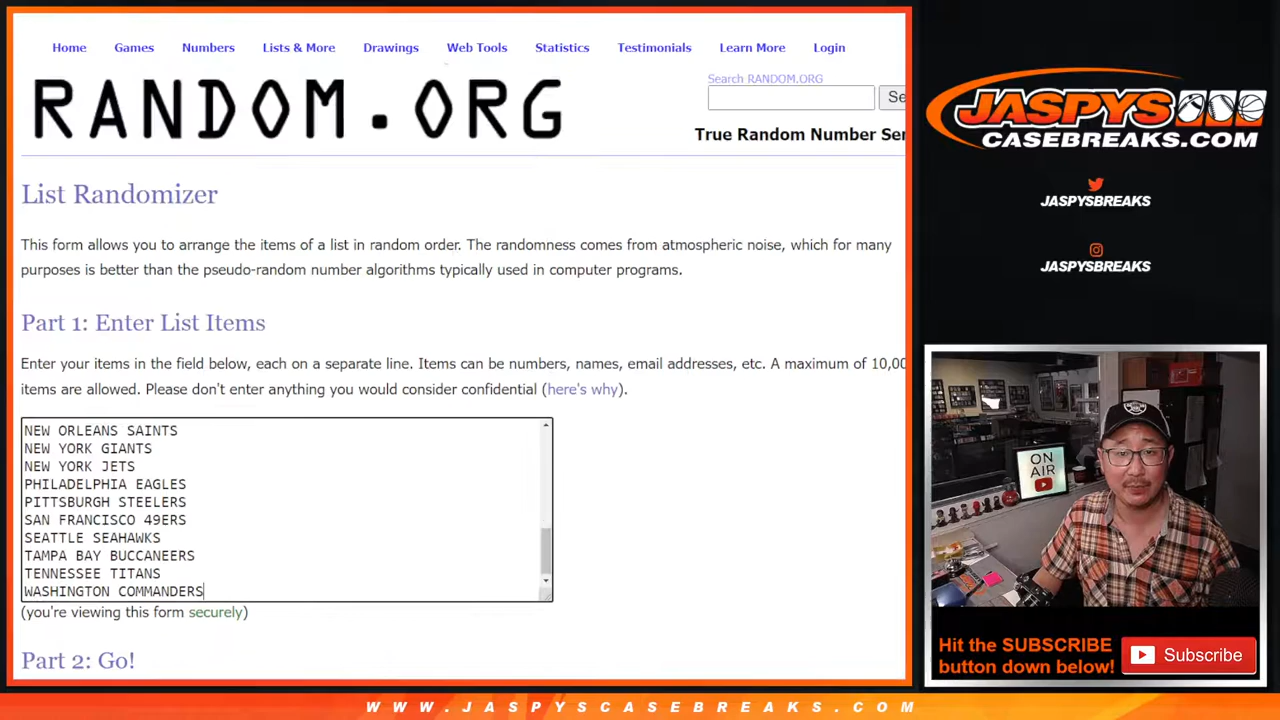 Home Games Numbers Lists & More Drawings Web Tools Statistics Testimonials Learn More Login
RANDOM.ORG
Search RANDOM.ORG
Se
True Random Number Ser
List Randomizer
This form allows you to arrange the items of a list in random order. The randomness comes from atmospheric noise, which for many
purposes is better than the pseudo-random number algorithms typically used in computer programs.
Part 1: Enter List Items
Enter your items in the field below, each on a separate line. Items can be numbers, names, email addresses, etc. A maximum of 10,00
items are allowed. Please don't enter anything you would consider confidential (here's why).
NEW ORLEANS SAINTS
NEW YORK GIANTS
NEW YORK JETS
PHILADELPHIA EAGLES
PITTSBURGH STEELERS
SAN FRANCISCO 49ERS
SEATTLE SEAHAWKS
TAMPA BAY BUCCANEERS
TENNESSEE TITANS
WASHINGTON COMMANDERS
(you're viewing this form securely)
Part 2: Go!
JASPYS
CASEBREAKS.COM
JASPYSBREAKS
JASPYSBREAKS
ON
AIR
Hit the SUBSCRIBE
button down below!
Subscribe
WWW.JASPYSCASEBREAKS.COM